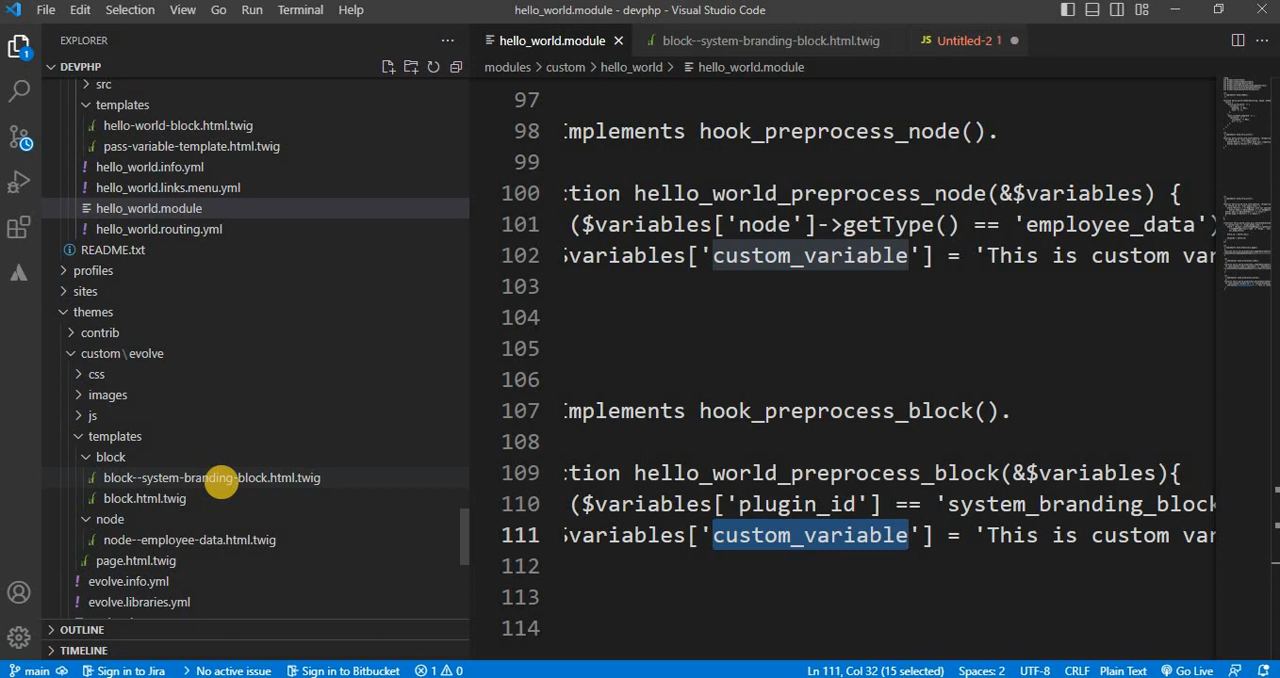 File Edit Selection View Go Run Terminal Help
hello_world.module - devphp - Visual Studio Code
EXPLORER
hello_world.module
block--system-branding-block.html.twig
JS Untitled-2 1
DEVPHP
modules > custom > hello_world > hello_world.module
src
templates
hello-world-block.html.twig
pass-variable-template.html.twig
hello_world.info.yml
hello_world.links.menu.yml
hello_world.module
hello_world.routing.yml
README.txt
profiles
sites
themes
contrib
custom\evolve
css
images
js
templates
block
block--system-branding-block.html.twig
block.html.twig
node
node--employee-data.html.twig
page.html.twig
evolve.info.yml
evolve.libraries.yml
OUTLINE
TIMELINE
97
98 implements hook_preprocess_node().
99
100 ction hello_world_preprocess_node(&$variables) {
101 ($variables['node']->getType() == 'employee_data')
102 $variables['custom_variable'] = 'This is custom var
103
104
105
106
107 implements hook_preprocess_block().
108
109 ction hello_world_preprocess_block(&$variables){
110 ($variables['plugin_id'] == 'system_branding_block
111 $variables['custom_variable'] = 'This is custom var
112
113
114
1
main Sign in to Jira No active issue Sign in to Bitbucket 1 0 Ln 111, Col 32 (15 selected) Spaces: 2 UTF-8 CRLF Plain Text Go Live